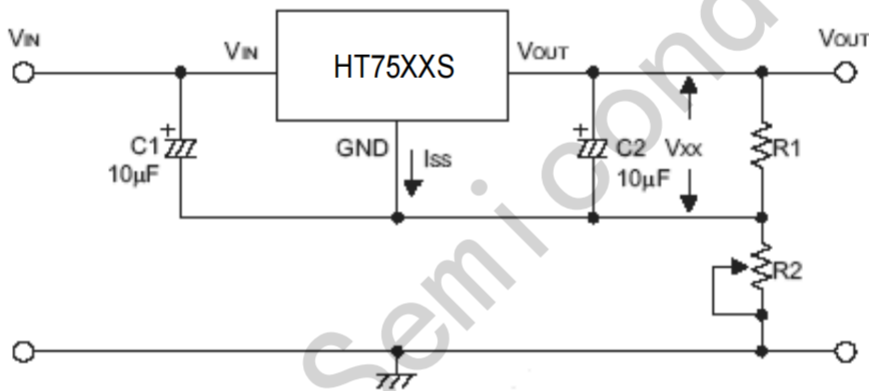 VIN
VIN
HT75XXS
VOUT
VOUT
C1
10μF
GND
ISS
C2
10μF
VXX
R1
R2
Semicond